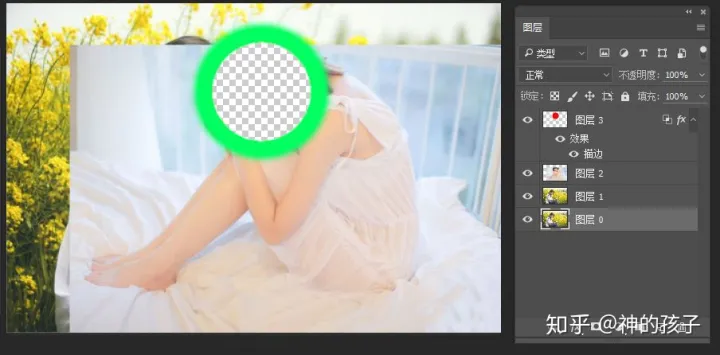 图层
类型
正常
不透明度: 100%
锁定:
填充: 100%
图层 3
fx
效果
描边
图层 2
图层 1
图层 0
知乎 @神的孩子